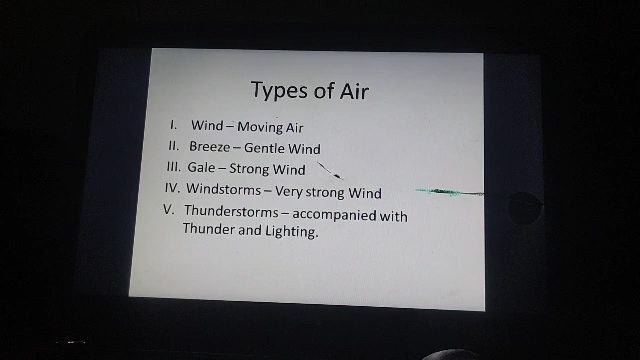 Types of Air
I. Wind – Moving Air
II. Breeze – Gentle Wind
III. Gale – Strong Wind
IV. Windstorms – Very strong Wind
V. Thunderstorms – accompanied with
Thunder and Lighting.